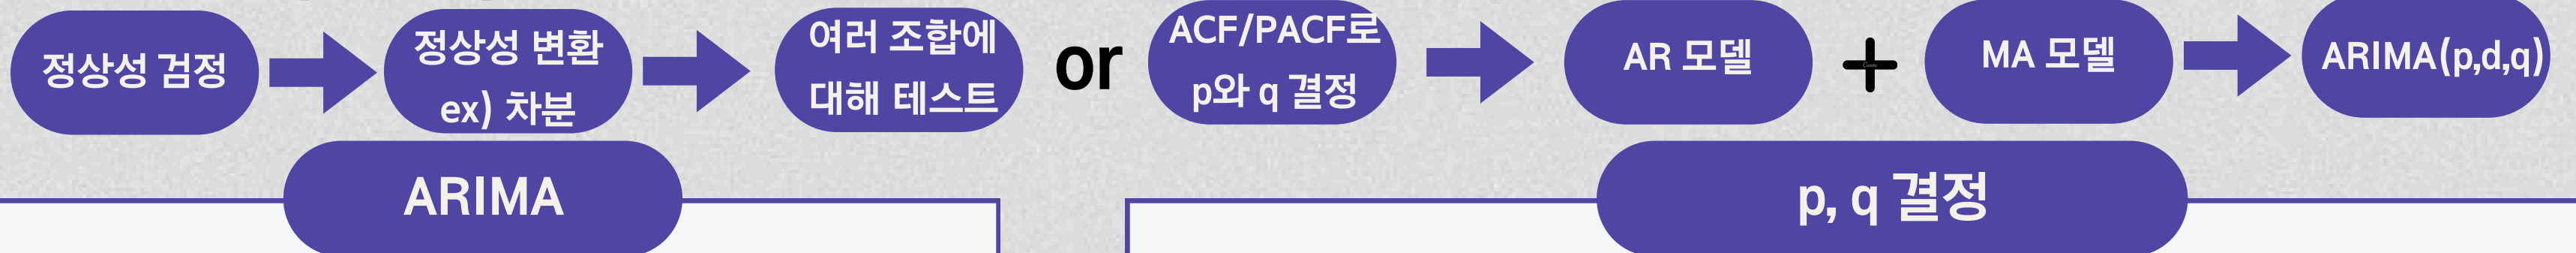 정상성 검정
정상성 변환
ex) 차분
여러 조합에
대해 테스트
or
ACF/PACF로
p와 q 결정
AR 모델
+
MA 모델
ARIMA(p,d,q)
ARIMA
p, q 결정